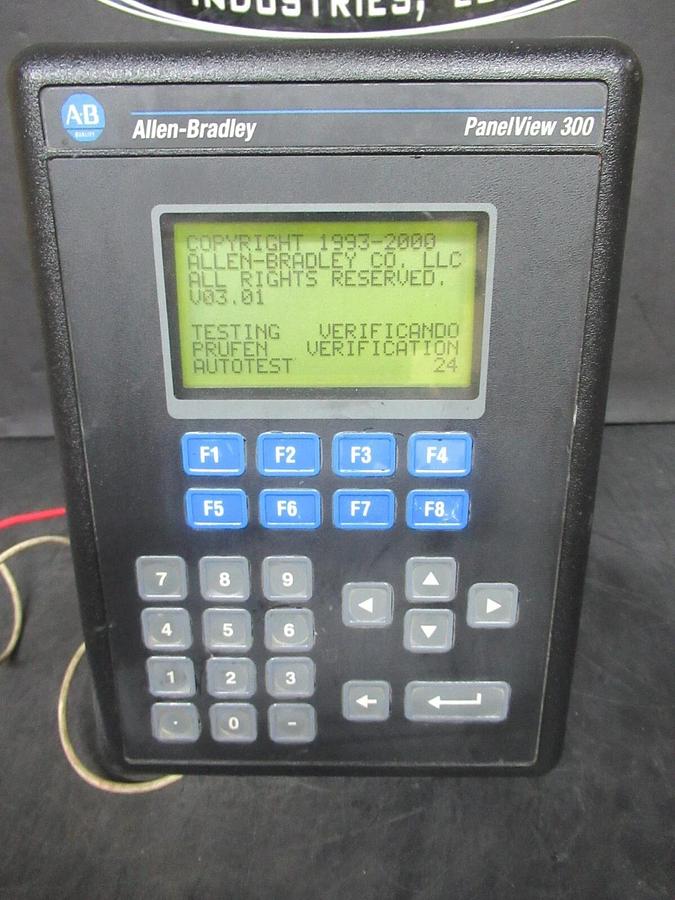 INDUSTRIES,
A-B
QUALITY
Allen-Bradley
PanelView 300
COPYRIGHT 1993-2000
ALLEN-BRADLEY CO, LLC
ALL RIGHTS RESERVED.
V03.01
TESTING VERIFICANDO
PRUFEN VERIFICATION
AUTOTEST 24
F1 F2 F3 F4
F5 F6 F7 F8
7 8 9
4 5 6
1 2 3
. 0 -